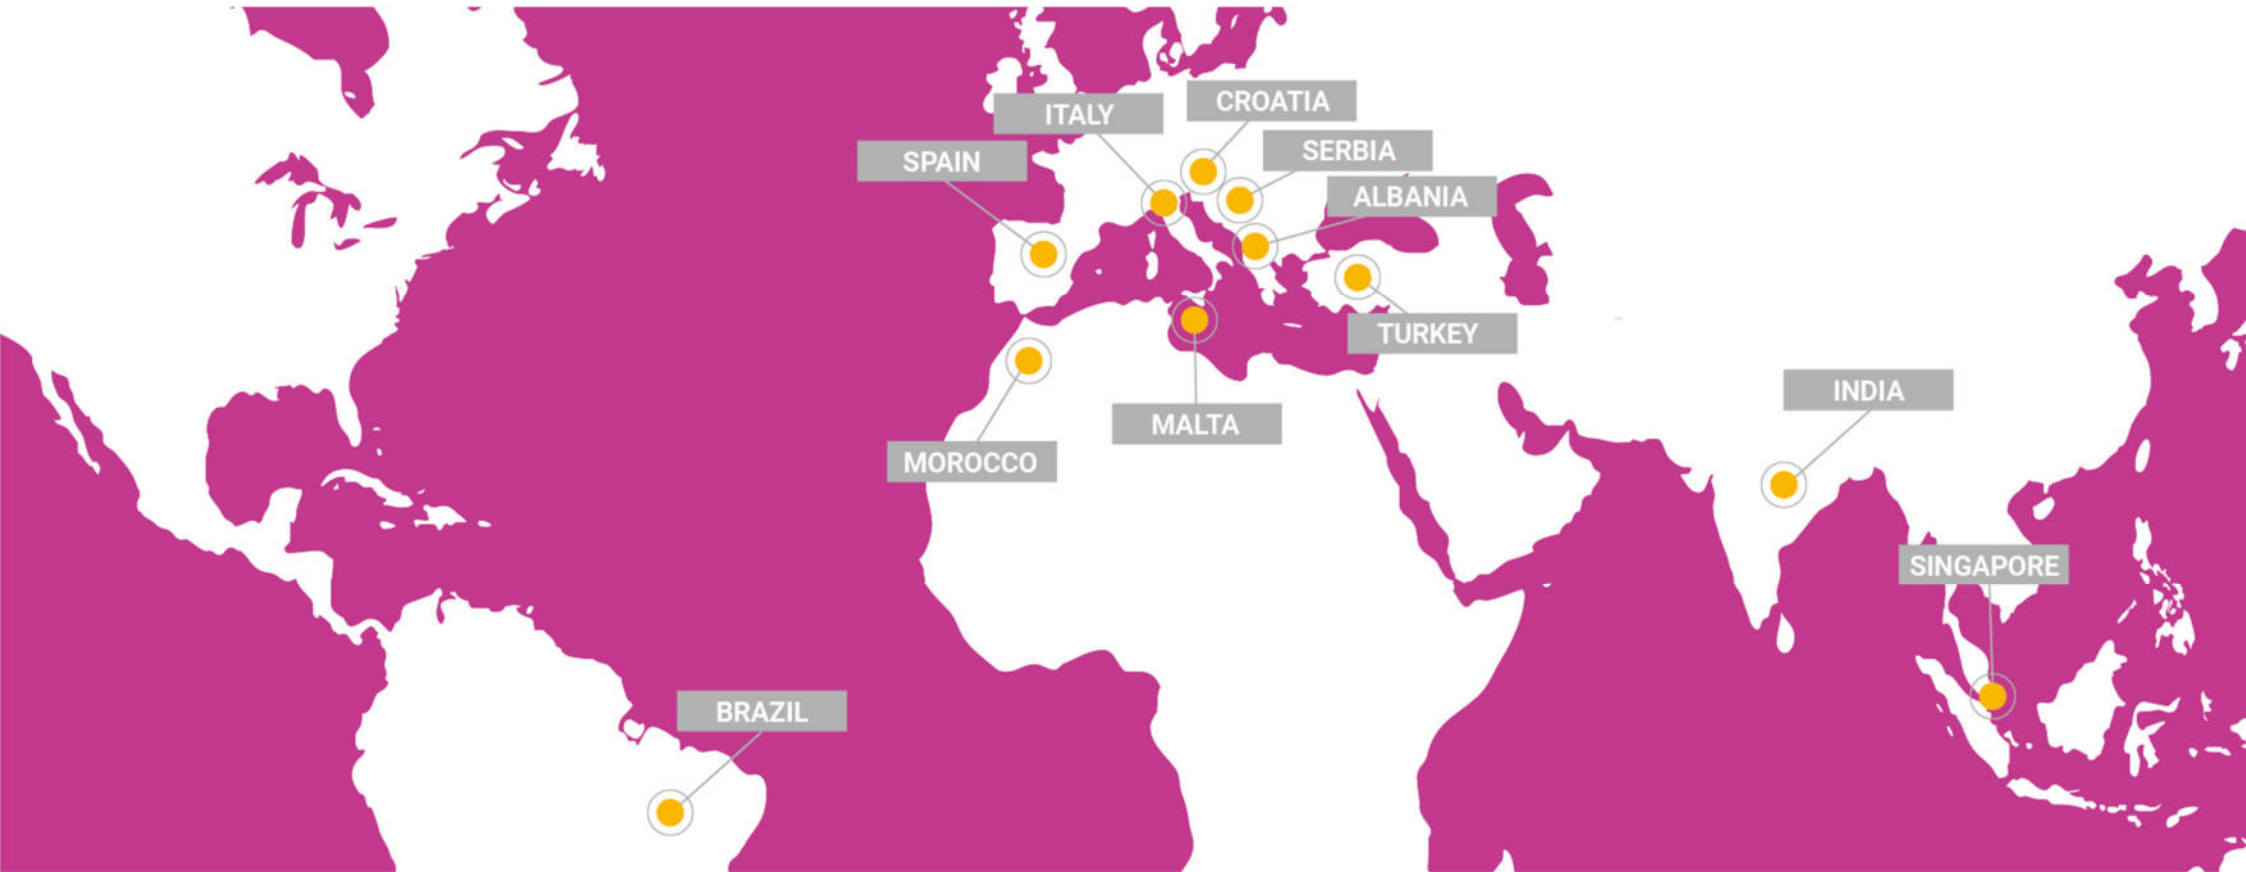 CROATIA
ITALY
SERBIA
SPAIN
ALBANIA
TURKEY
INDIA
MALTA
MOROCCO
SINGAPORE
BRAZIL